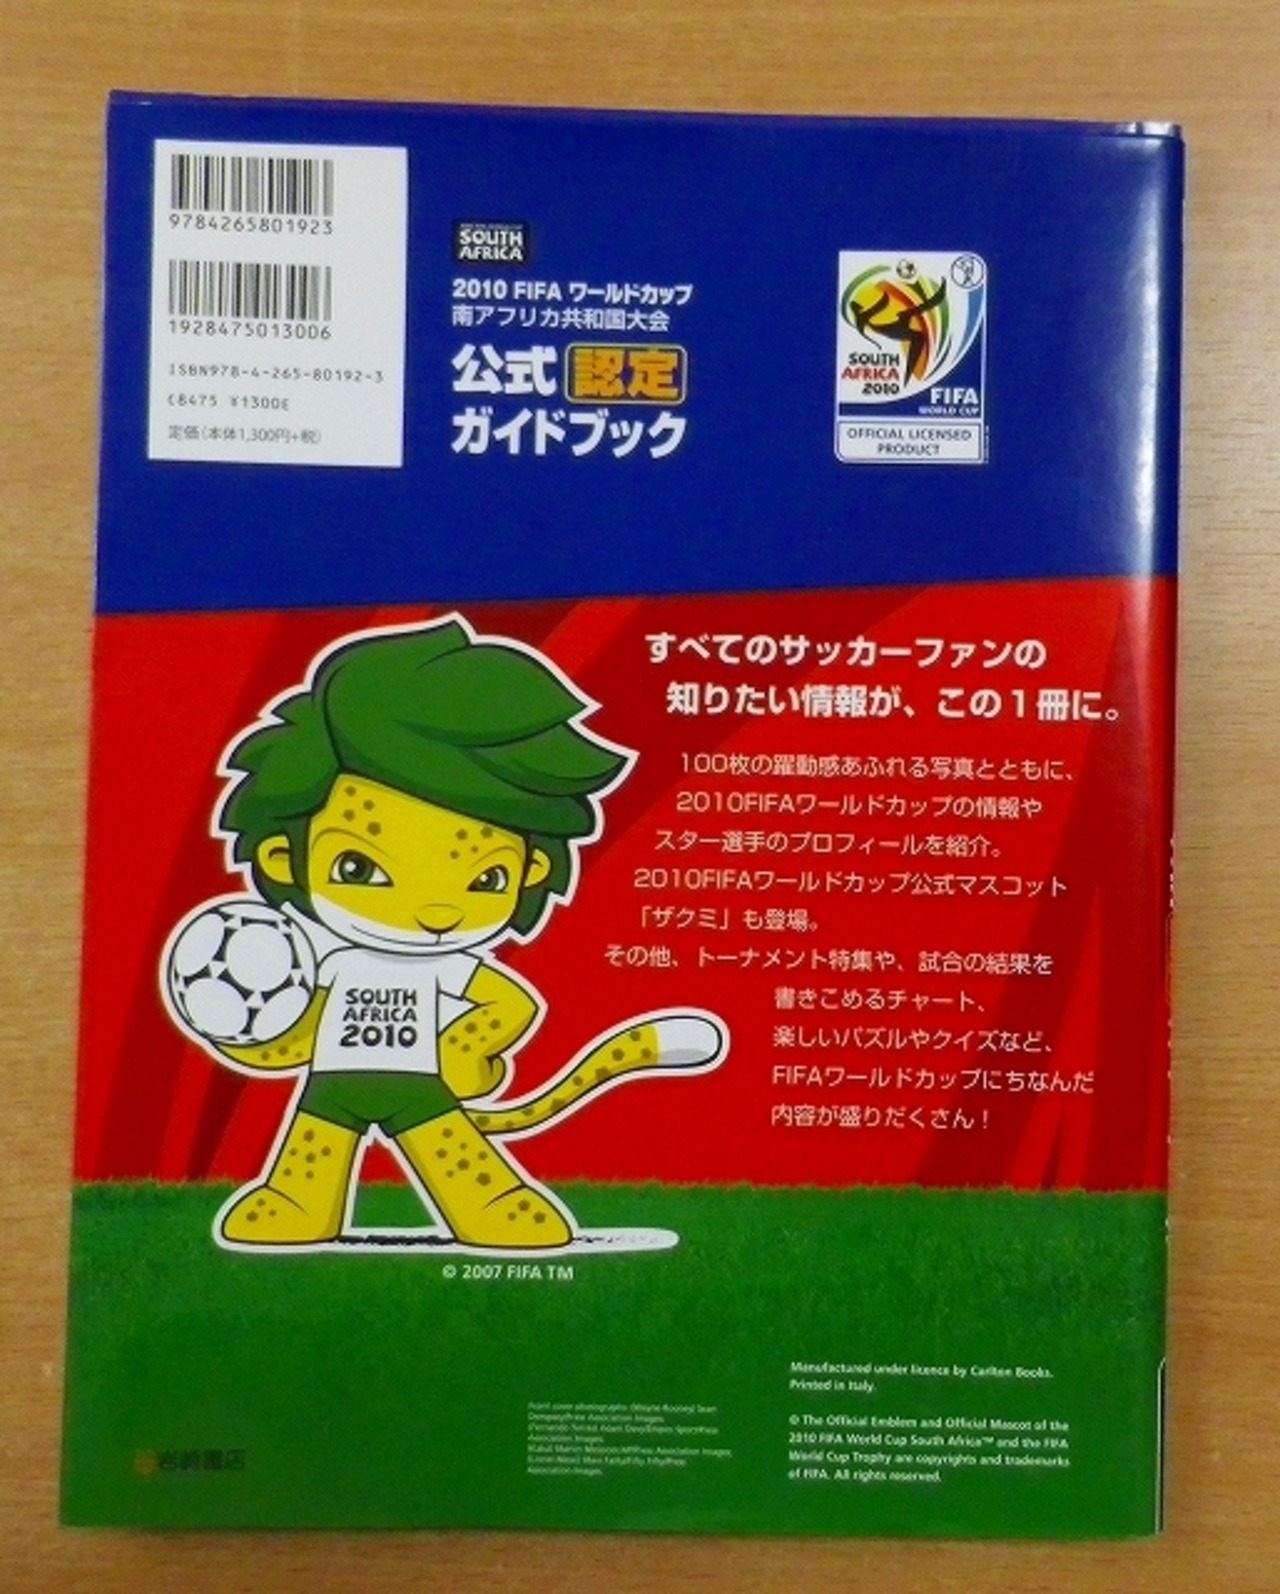 9784265801923
1928475013006
ISBN978-4-265-80192-3
C8475 ¥1300E
定価(本体1,300円+税)
SOUTH
AFRICA
2010 FIFA ワールドカップ
南アフリカ共和国大会
公式 認定
ガイドブック
SOUTH
AFRICA
2010
FIFA
WORLD CUP
OFFICIAL LICENSED
PRODUCT
すべてのサッカーファンの
知りたい情報が、この1冊に。
100枚の躍動感あふれる写真とともに、
2010FIFAワールドカップの情報や
スター選手のプロフィールを紹介。
2010FIFAワールドカップ公式マスコット
「ザクミ」も登場。
その他、トーナメント特集や、試合の結果を
書きこめるチャート、
楽しいパズルやクイズなど、
FIFAワールドカップにちなんだ
内容が盛りだくさん!
SOUTH
AFRICA
2010
© 2007 FIFA TM
Manufactured under licence by Carlton Books.
Printed in Italy.
© The Official Emblem and Official Mascot of the
2010 FIFA World Cup South Africa™ and the FIFA
World Cup Trophy are copyrights and trademarks
of FIFA. All rights reserved.
Front cover photographs: (Wayne Rooney) Sean
Association Images.
Association Images.
岩崎書店